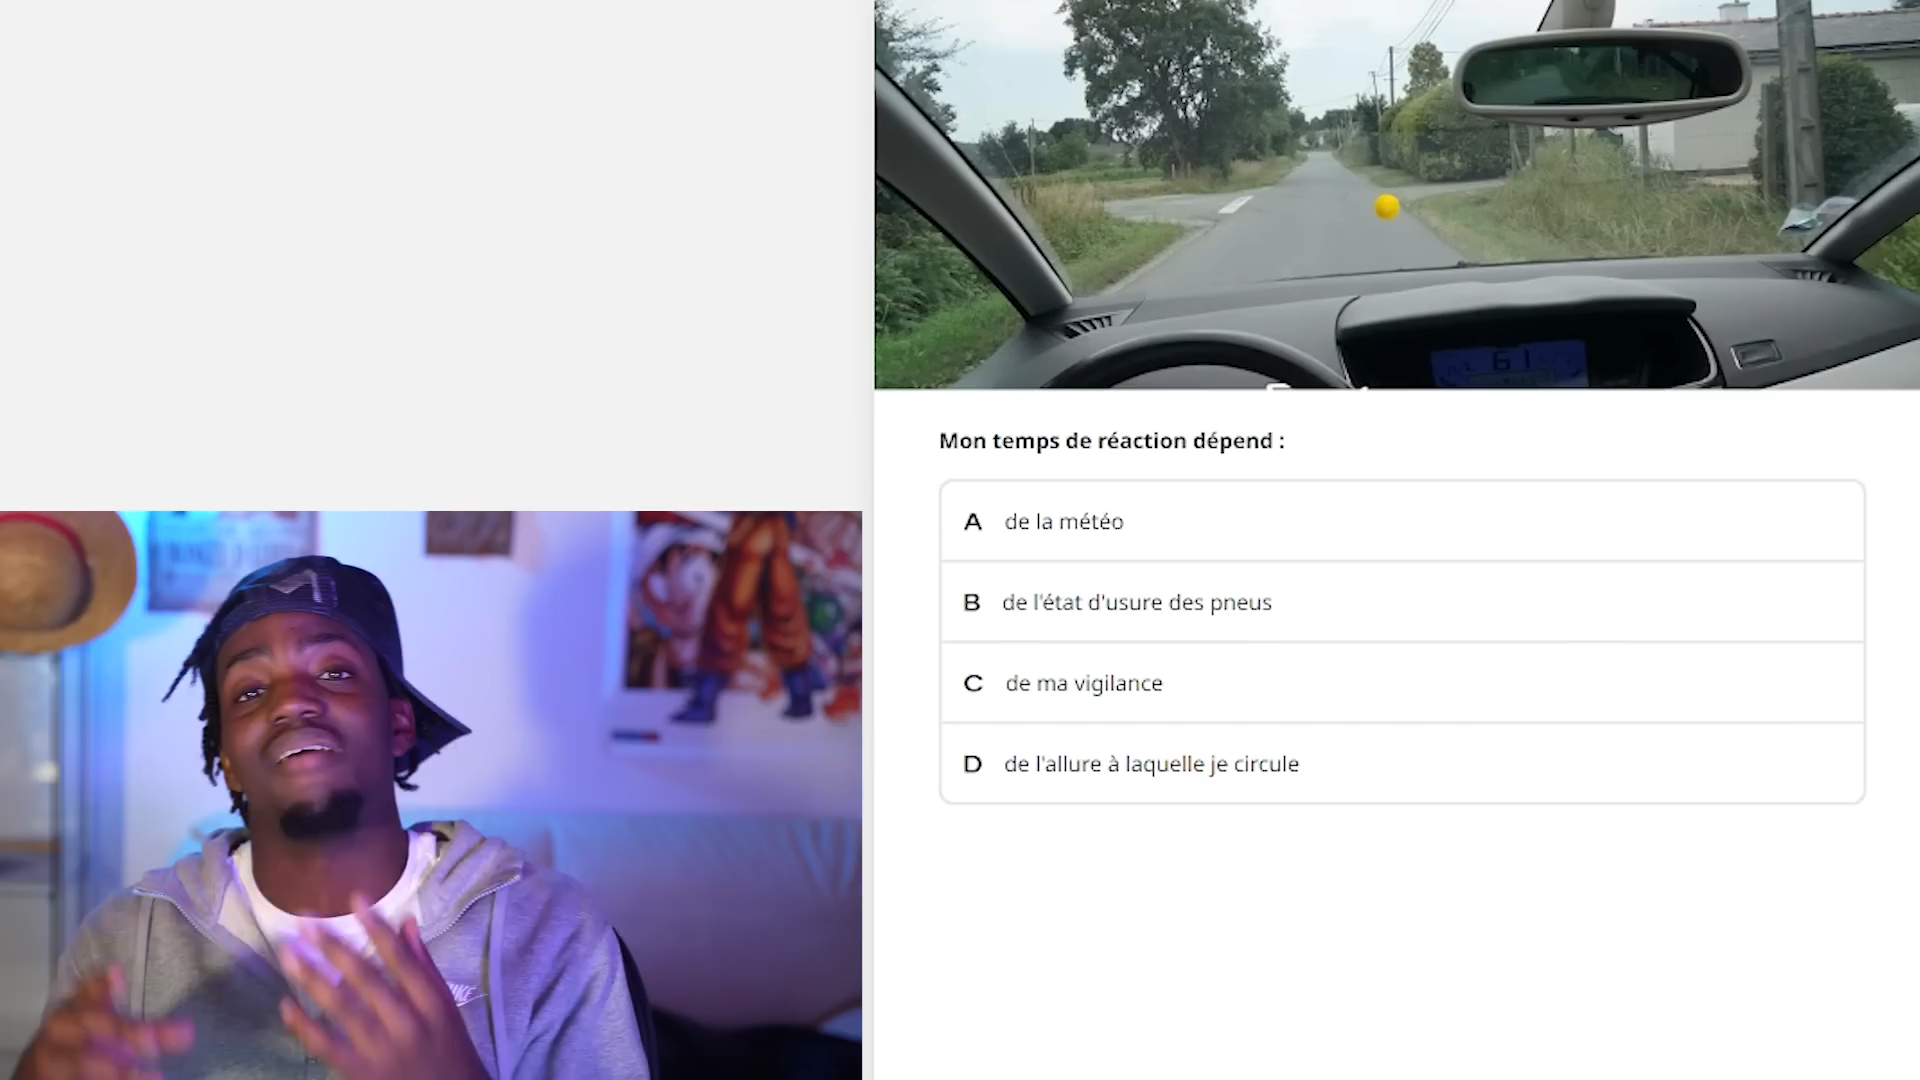 61
Mon temps de réaction dépend :
A de la météo
B de l'état d'usure des pneus
C de ma vigilance
D de l'allure à laquelle je circule